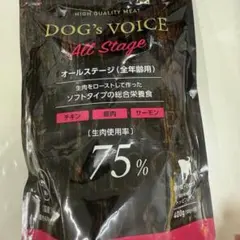 HIGH QUALITY MEAT
DOG's VOICE
All Stage
オールステージ（全年齢用）
生肉をローストして作った
ソフトタイプの総合栄養食
チキン 鹿肉 サーモン
［生肉使用率］
75%
400g